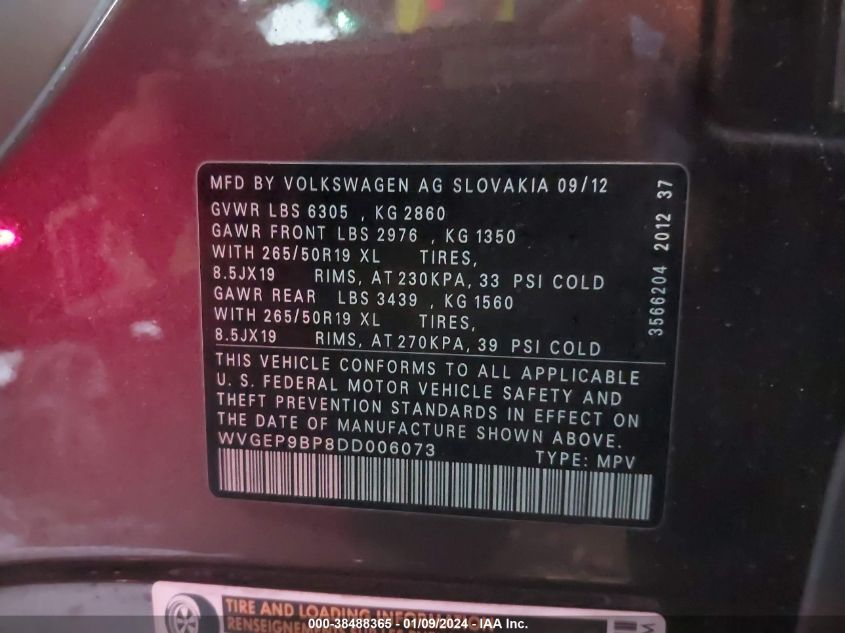 MFD BY VOLKSWAGEN AG SLOVAKIA 09/12
GVWR LBS 6305 , KG 2860
GAWR FRONT LBS 2976 , KG 1350
WITH 265/50R19 XL TIRES,
8.5JX19 RIMS, AT 230KPA, 33 PSI COLD
GAWR REAR LBS 3439 , KG 1560
WITH 265/50R19 XL TIRES,
8.5JX19 RIMS, AT 270KPA, 39 PSI COLD
3566204 2012 37
THIS VEHICLE CONFORMS TO ALL APPLICABLE
U. S. FEDERAL MOTOR VEHICLE SAFETY AND
THEFT PREVENTION STANDARDS IN EFFECT ON
THE DATE OF MANUFACTURE SHOWN ABOVE.
WVGEP9BP8DD006073 TYPE: MPV
TIRE AND LOADING INFORMATION
RENSEIGNEMENTS
000-38488365 - 01/09/2024 - IAA Inc.